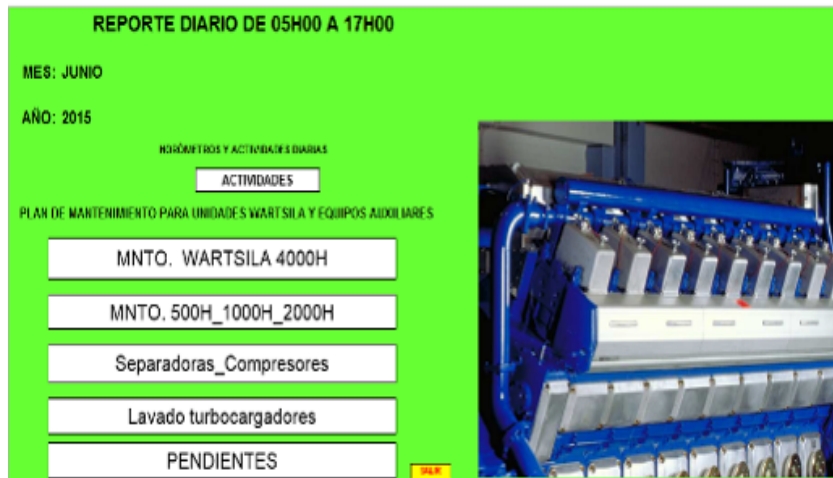 REPORTE DIARIO DE 05H00 A 17H00
MES: JUNIO
AÑO: 2015
HORÓMETROS Y ACTIVIDADES DIARIAS
ACTIVIDADES
PLAN DE MANTENIMIENTO PARA UNIDADES WARTSILA Y EQUIPOS AUXILIARES
MNTO. WARTSILA 4000H
MNTO. 500H_1000H_2000H
Separadoras_Compresores
Lavado turbocargadores
PENDIENTES
SALIR